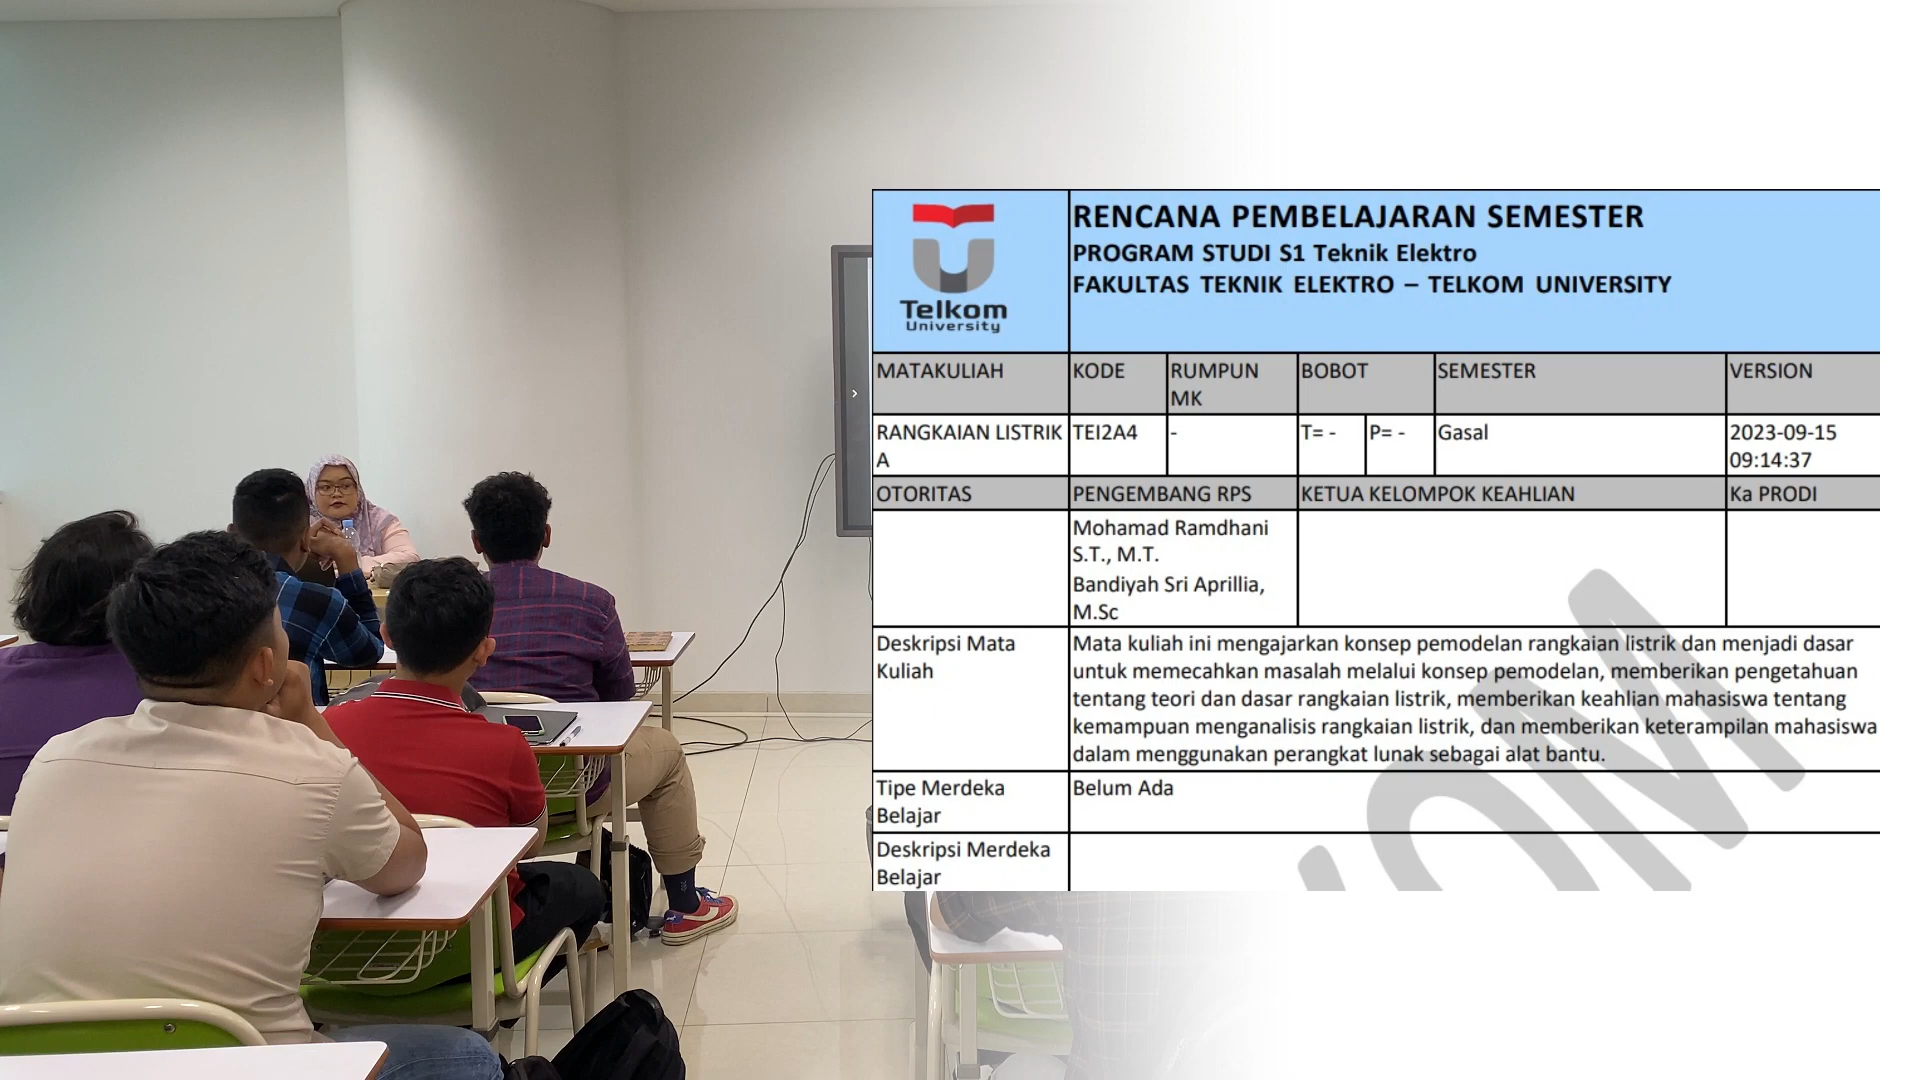 Telkom
University
RENCANA PEMBELAJARAN SEMESTER
PROGRAM STUDI S1 Teknik Elektro
FAKULTAS TEKNIK ELEKTRO – TELKOM UNIVERSITY
MATAKULIAH KODE RUMPUN MK BOBOT SEMESTER VERSION
RANGKAIAN LISTRIK A TEI2A4 - T= - P= - Gasal 2023-09-15 09:14:37
OTORITAS PENGEMBANG RPS KETUA KELOMPOK KEAHLIAN Ka PRODI
Mohamad Ramdhani
S.T., M.T.
Bandiyah Sri Aprillia,
M.Sc
Deskripsi Mata
Kuliah
Mata kuliah ini mengajarkan konsep pemodelan rangkaian listrik dan menjadi dasar
untuk memecahkan masalah melalui konsep pemodelan, memberikan pengetahuan
tentang teori dan dasar rangkaian listrik, memberikan keahlian mahasiswa tentang
kemampuan menganalisis rangkaian listrik, dan memberikan keterampilan mahasiswa
dalam menggunakan perangkat lunak sebagai alat bantu.
Tipe Merdeka
Belajar
Belum Ada
Deskripsi Merdeka
Belajar